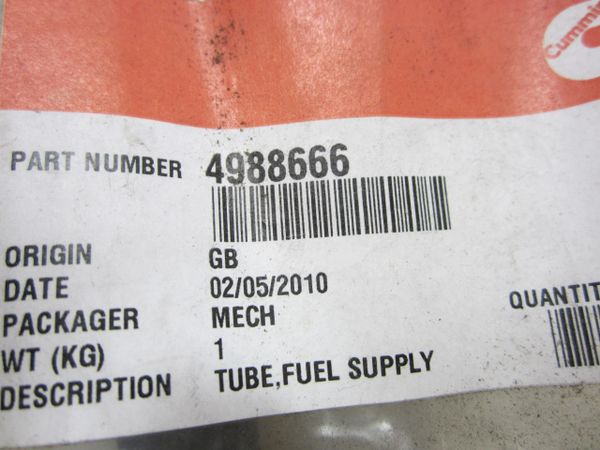 Cummins
PART NUMBER 4988666
ORIGIN GB
DATE 02/05/2010
PACKAGER MECH
WT (KG) 1
DESCRIPTION TUBE,FUEL SUPPLY
QUANTIT